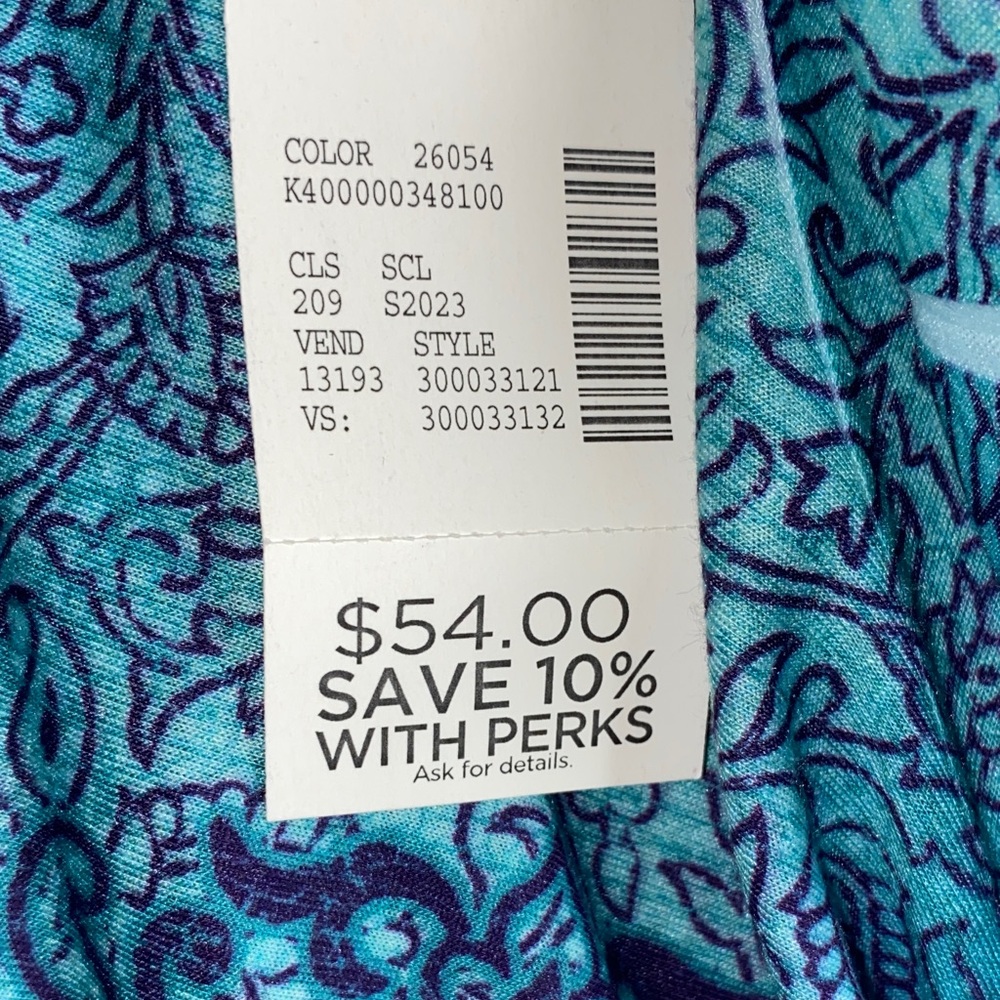 COLOR 26054
K400000348100
CLS SCL
209 S2023
VEND STYLE
13193 300033121
VS: 300033132
$54.00
SAVE 10%
WITH PERKS
Ask for details.